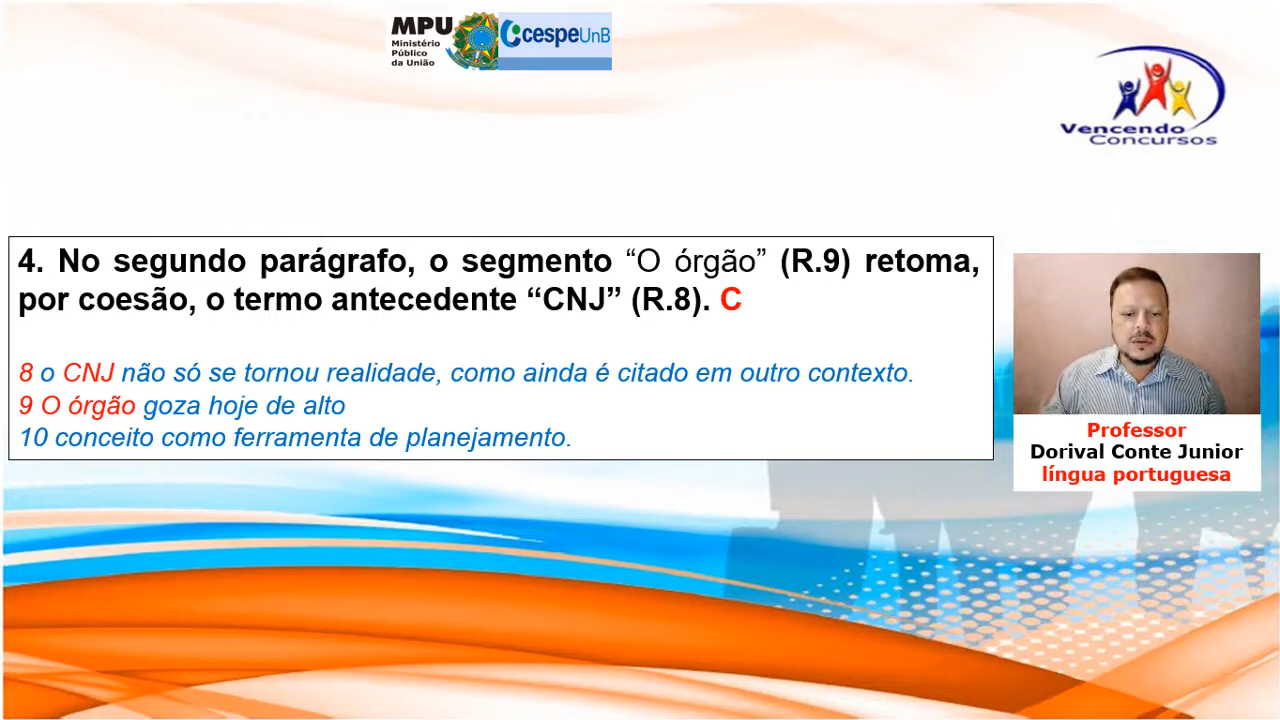 MPU
Ministério
Público
da União
cespeUnB
Vencendo
Concursos
4. No segundo parágrafo, o segmento “O órgão” (R.9) retoma,
por coesão, o termo antecedente “CNJ” (R.8). C
8 o CNJ não só se tornou realidade, como ainda é citado em outro contexto.
9 O órgão goza hoje de alto
10 conceito como ferramenta de planejamento.
Professor
Dorival Conte Junior
língua portuguesa